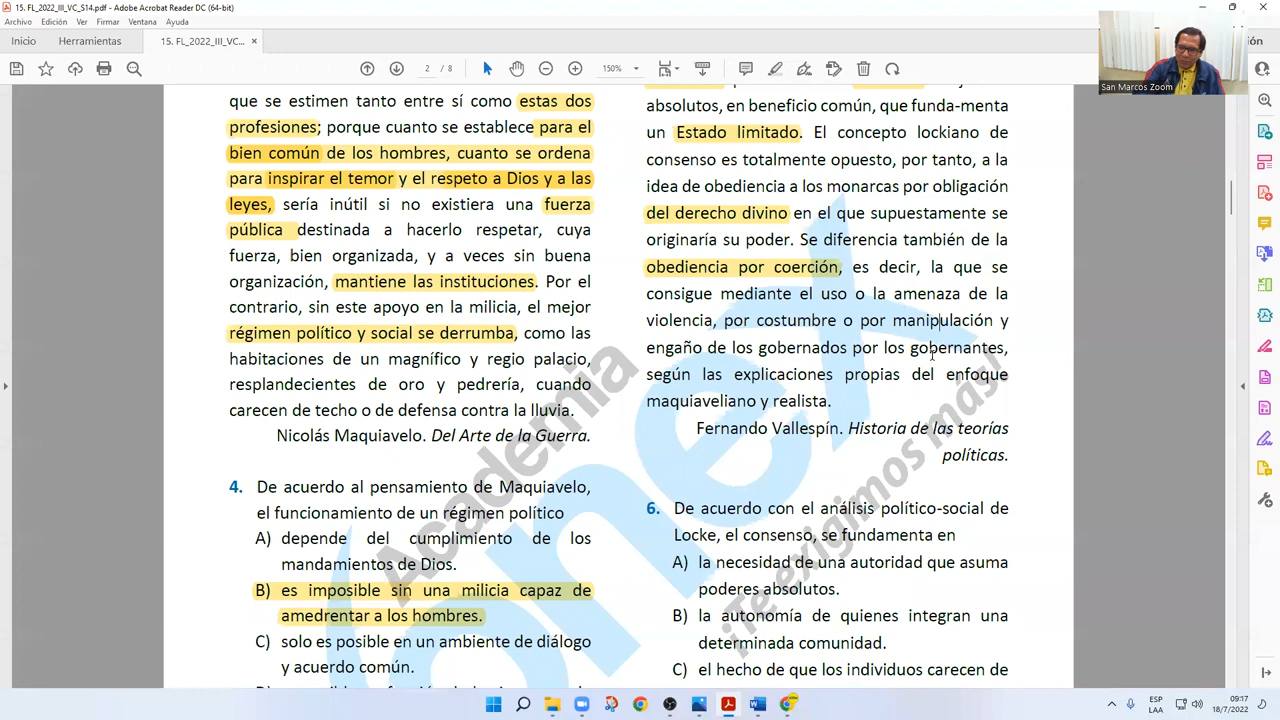 15. FL_2022_III_VC_S14.pdf - Adobe Acrobat Reader DC (64-bit)
Archivo Edición Ver Firmar Ventana Ayuda
Inicio Herramientas 15. FL_2022_III_VC... ×
2 / 8 150%
San Marcos Zoom
que se estimen tanto entre sí como estas dos
profesiones; porque cuanto se establece para el
bien común de los hombres, cuanto se ordena
para inspirar el temor y el respeto a Dios y a las
leyes, sería inútil si no existiera una fuerza
pública destinada a hacerlo respetar, cuya
fuerza, bien organizada, y a veces sin buena
organización, mantiene las instituciones. Por el
contrario, sin este apoyo en la milicia, el mejor
régimen político y social se derrumba, como las
habitaciones de un magnífico y regio palacio,
resplandecientes de oro y pedrería, cuando
carecen de techo o de defensa contra la lluvia.
Nicolás Maquiavelo. Del Arte de la Guerra.
4. De acuerdo al pensamiento de Maquiavelo,
el funcionamiento de un régimen político
A) depende del cumplimiento de los
mandamientos de Dios.
B) es imposible sin una milicia capaz de
amedrentar a los hombres.
C) solo es posible en un ambiente de diálogo
y acuerdo común.
absolutos, en beneficio común, que funda-menta
un Estado limitado. El concepto lockiano de
consenso es totalmente opuesto, por tanto, a la
idea de obediencia a los monarcas por obligación
del derecho divino en el que supuestamente se
originaría su poder. Se diferencia también de la
obediencia por coerción, es decir, la que se
consigue mediante el uso o la amenaza de la
violencia, por costumbre o por manipulación y
engaño de los gobernados por los gobernantes,
según las explicaciones propias del enfoque
maquiaveliano y realista.
Fernando Vallespín. Historia de las teorías
políticas.
6. De acuerdo con el análisis político-social de
Locke, el consenso, se fundamenta en
A) la necesidad de una autoridad que asuma
poderes absolutos.
B) la autonomía de quienes integran una
determinada comunidad.
C) el hecho de que los individuos carecen de
Academia
onex
¡Te exigimos más!
ESP
LAA
09:17
18/7/2022